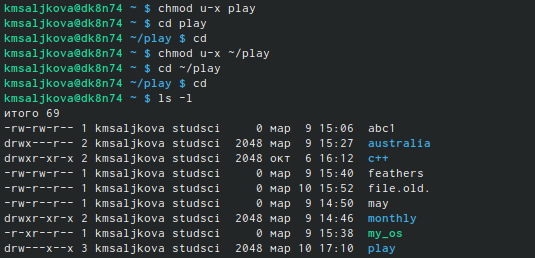 kmsaljkova@dk8n74 ~ $ chmod u-x play
kmsaljkova@dk8n74 ~ $ cd play
kmsaljkova@dk8n74 ~/play $ cd
kmsaljkova@dk8n74 ~ $ chmod u-x ~/play
kmsaljkova@dk8n74 ~ $ cd ~/play
kmsaljkova@dk8n74 ~/play $ cd
kmsaljkova@dk8n74 ~ $ ls -l
итого 69
-rw-rw-r-- 1 kmsaljkova studsci    0 мар  9 15:06 abc1
drwx---r-- 2 kmsaljkova studsci 2048 мар  9 15:27 australia
drwxr-xr-x 2 kmsaljkova studsci 2048 окт  6 16:12 c++
-rw-rw-r-- 1 kmsaljkova studsci    0 мар  9 15:40 feathers
-rw-r--r-- 1 kmsaljkova studsci    0 мар 10 15:52 file.old.
-rw-r--r-- 1 kmsaljkova studsci    0 мар  9 14:50 may
drwxr-xr-x 2 kmsaljkova studsci 2048 мар  9 14:46 monthly
-r-xr--r-- 1 kmsaljkova studsci    0 мар  9 15:38 my_os
drw---x--x 3 kmsaljkova studsci 2048 мар 10 17:10 play